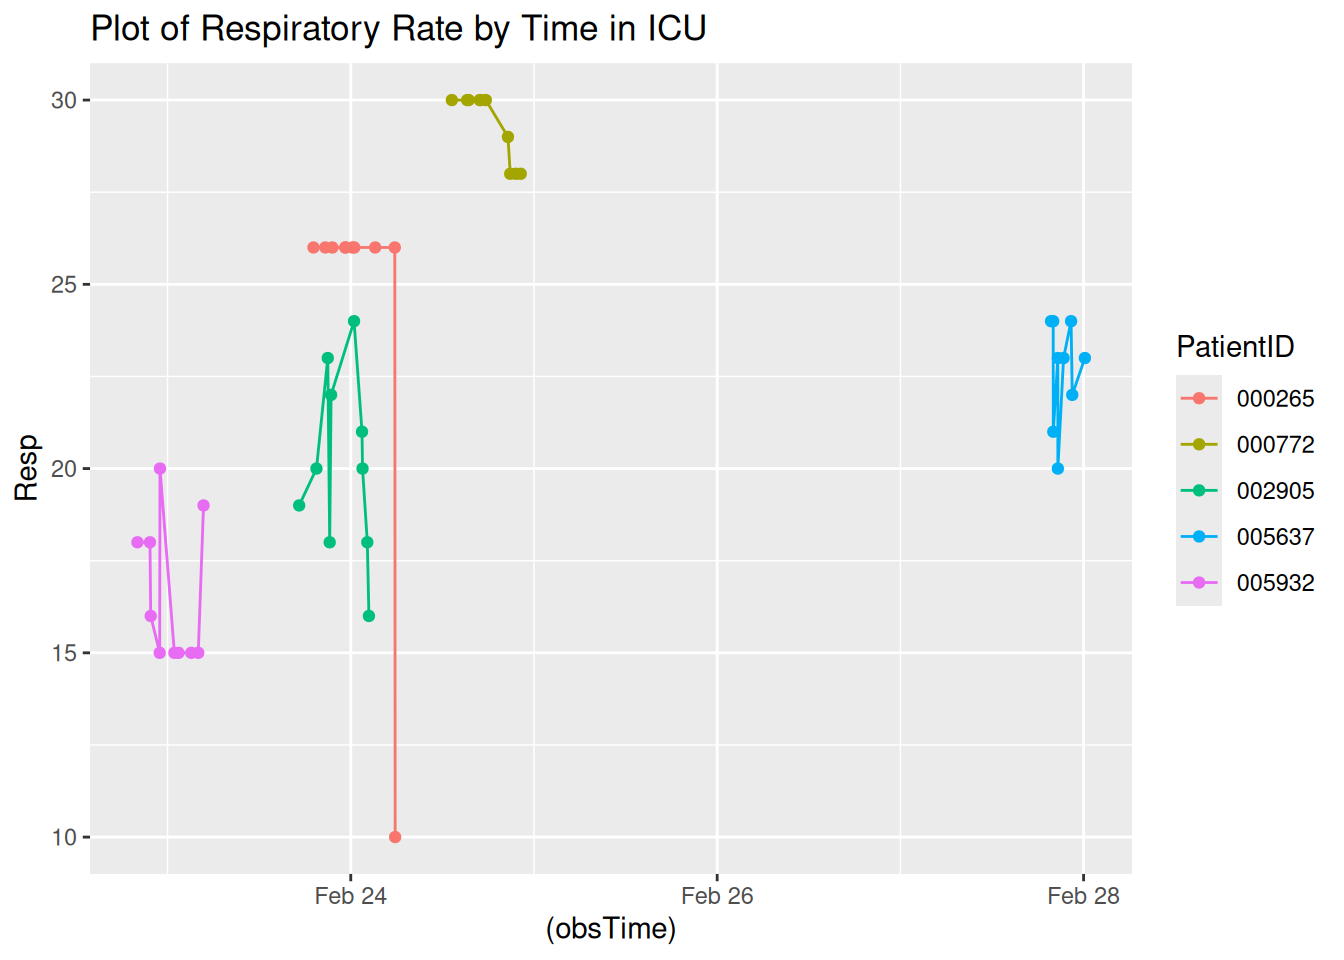 Plot of Respiratory Rate by Time in ICU
30
25
20
15
10
Resp
Feb 24
Feb 26
Feb 28
(obsTime)
PatientID
000265
000772
002905
005637
005932